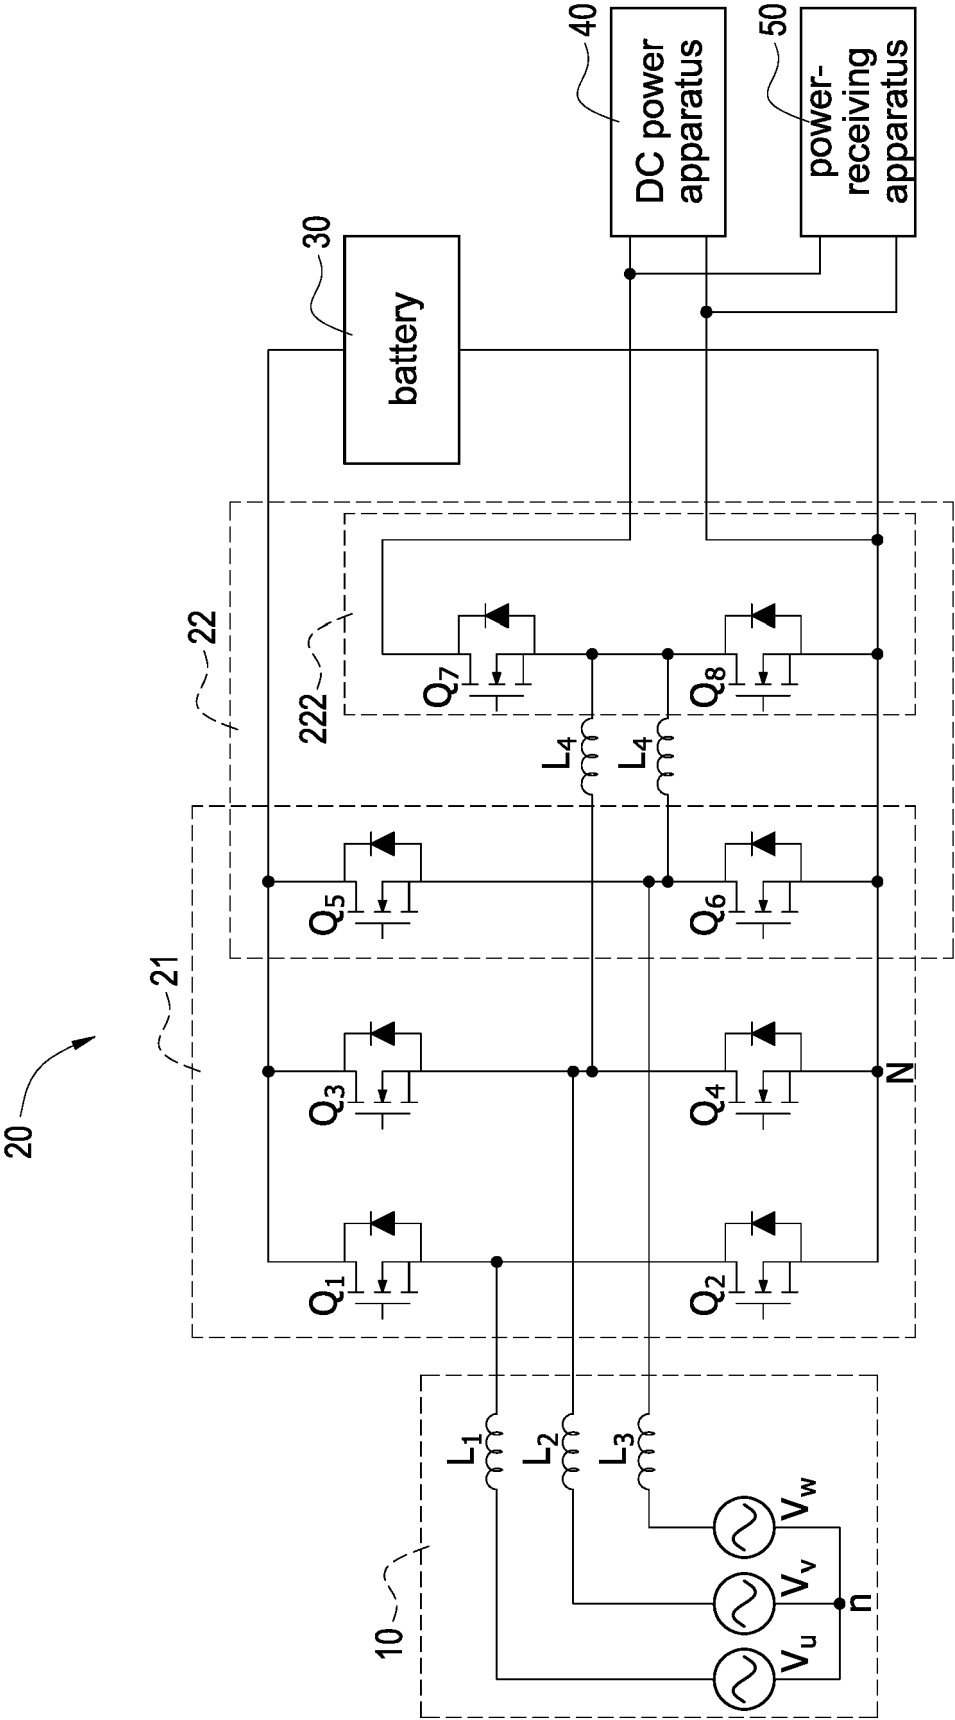 20
21
22
222
30
battery
40
DC power
apparatus
50
power-
receiving
apparatus
Q1
Q3
Q5
Q7
L4
L4
Q2
Q4
Q6
Q8
N
10
L1
L2
L3
Vu
Vv
Vw
n